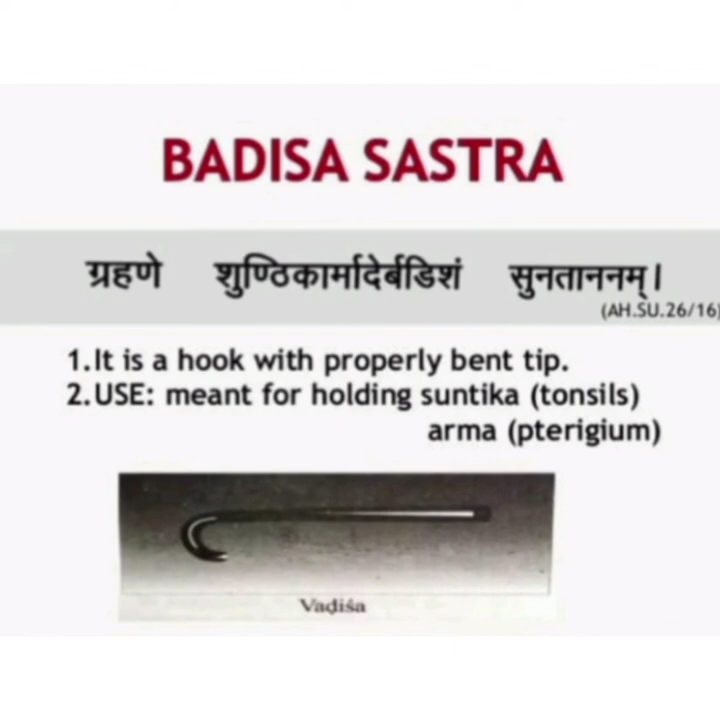 BADISA SASTRA
ग्रहणे शुण्ठिकार्मादेर्बडिशं सुनताननम्।
(AH.SU.26/16)
1.It is a hook with properly bent tip.
2.USE: meant for holding suntika (tonsils)
arma (pterigium)
Vaḍiśa